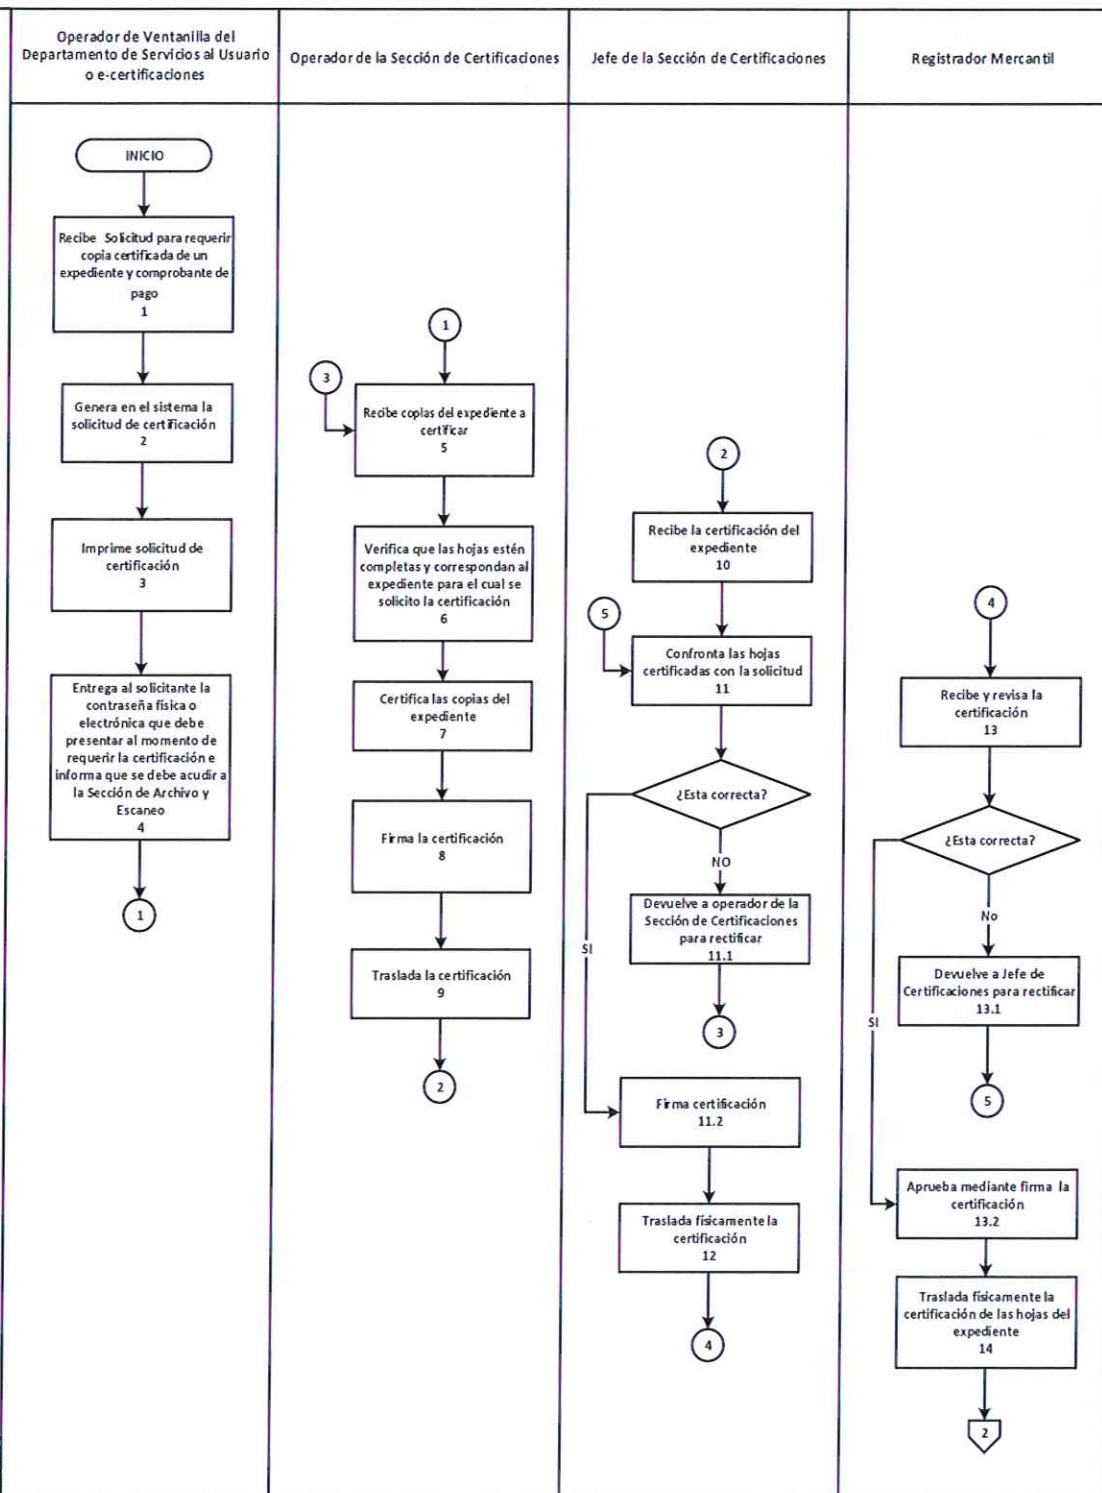 Operador de Ventanilla del
Departamento de Servicios al Usuario
o e-certificaciones
Operador de la Sección de Certificaciones
Jefe de la Sección de Certificaciones
Registrador Mercantil
INICIO
Recibe Solicitud para requerir
copia certificada de un
expediente y comprobante de
pago
1
Genera en el sistema la
solicitud de certificación
2
Imprime solicitud de
certificación
3
Entrega al solicitante la
contraseña física o
electrónica que debe
presentar al momento de
requerir la certificación e
informa que se debe acudir a
la Sección de Archivo y
Escaneo
4
1
1
3
Recibe copias del expediente a
certificar
5
Verifica que las hojas estén
completas y correspondan al
expediente para el cual se
solicito la certificación
6
Certifica las copias del
expediente
7
Firma la certificación
8
Traslada la certificación
9
2
2
Recibe la certificación del
expediente
10
5
Confronta las hojas
certificadas con la solicitud
11
¿Esta correcta?
NO
SI
Devuelve a operador de la
Sección de Certificaciones
para rectificar
11.1
3
Firma certificación
11.2
Traslada físicamente la
certificación
12
4
4
Recibe y revisa la
certificación
13
¿Esta correcta?
No
SI
Devuelve a Jefe de
Certificaciones para rectificar
13.1
5
Aprueba mediante firma la
certificación
13.2
Traslada físicamente la
certificación de las hojas del
expediente
14
2